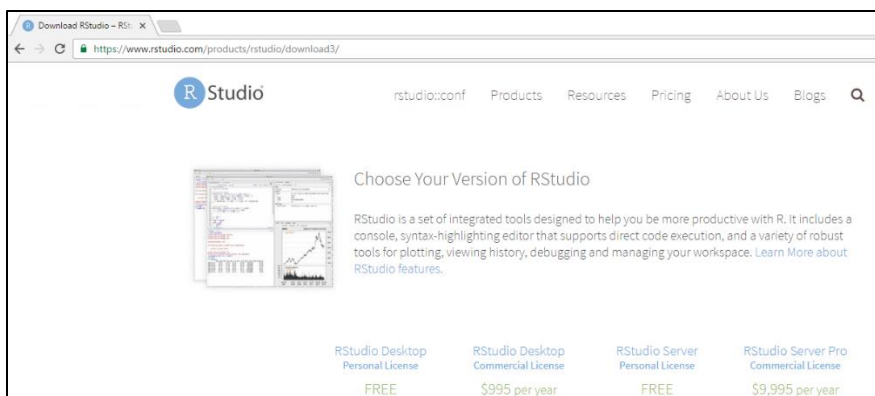 Download RStudio – RSt
https://www.rstudio.com/products/rstudio/download3/
R Studio
rstudio::conf Products Resources Pricing About Us Blogs
Choose Your Version of RStudio
RStudio is a set of integrated tools designed to help you be more productive with R. It includes a
console, syntax-highlighting editor that supports direct code execution, and a variety of robust
tools for plotting, viewing history, debugging and managing your workspace. Learn More about
RStudio features.
RStudio Desktop RStudio Desktop RStudio Server RStudio Server Pro
Personal License Commercial License Personal License Commercial License
FREE $995 per year FREE $9,995 per year